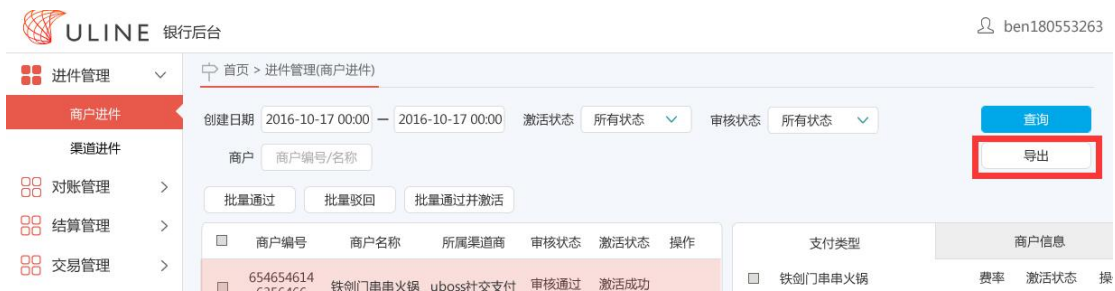 ULINE 银行后台
ben180553263
进件管理
商户进件
渠道进件
对账管理
结算管理
交易管理
首页 > 进件管理(商户进件)
创建日期 2016-10-17 00:00 — 2016-10-17 00:00 激活状态 所有状态 审核状态 所有状态 查询
商户 商户编号/名称 导出
批量通过 批量驳回 批量通过并激活
商户编号 商户名称 所属渠道商 审核状态 激活状态 操作
654654614
铁剑门串串火锅 uboss社交支付 审核通过 激活成功
支付类型 商户信息
铁剑门串串火锅 费率 激活状态